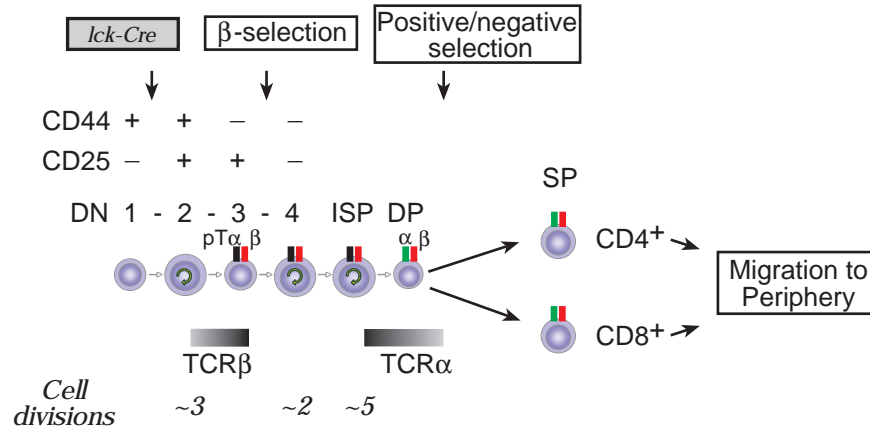 lck-Cre
β-selection
Positive/negative
selection
CD44 + + – –
CD25 – + + –
DN 1 - 2 - 3 - 4 ISP DP
SP
pTα β
α β
CD4+
CD8+
Migration to
Periphery
TCRβ
TCRα
Cell
divisions
~3 ~2 ~5